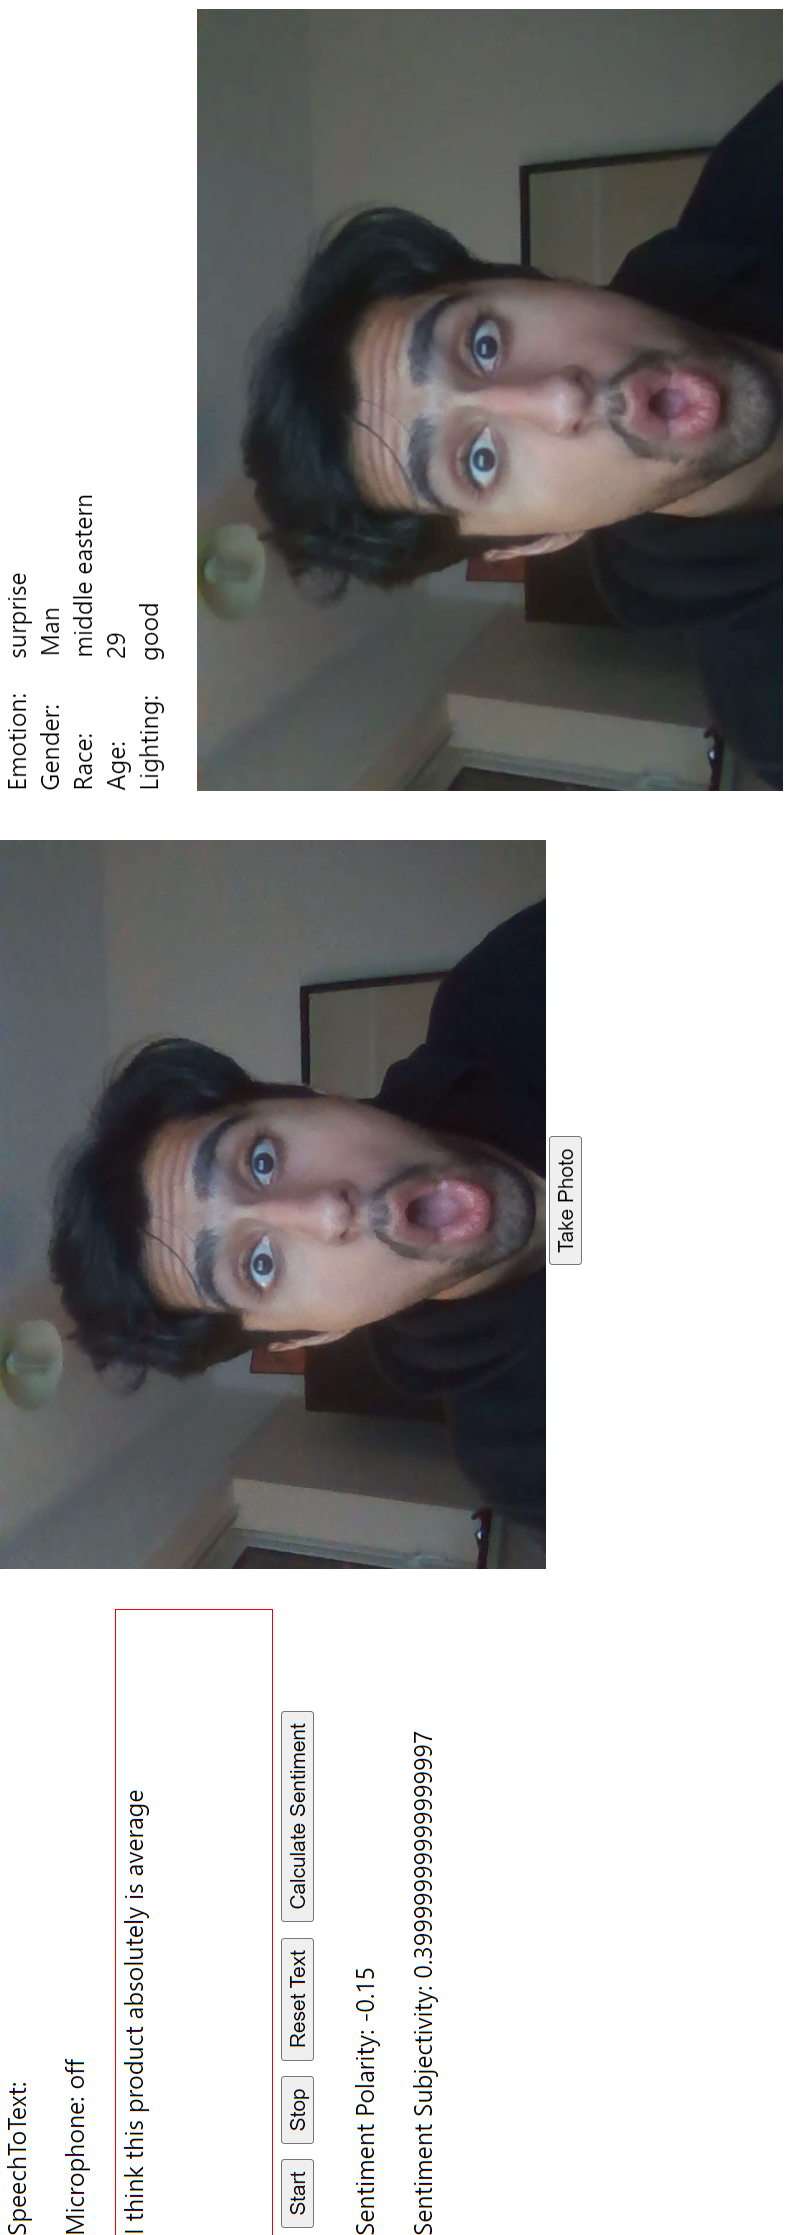 SpeechToText:
Microphone: off
I think this product absolutely is average
Start Stop Reset Text Calculate Sentiment
Sentiment Polarity: -0.15
Sentiment Subjectivity: 0.39999999999999997
Take Photo
Emotion: surprise
Gender: Man
Race: middle eastern
Age: 29
Lighting: good